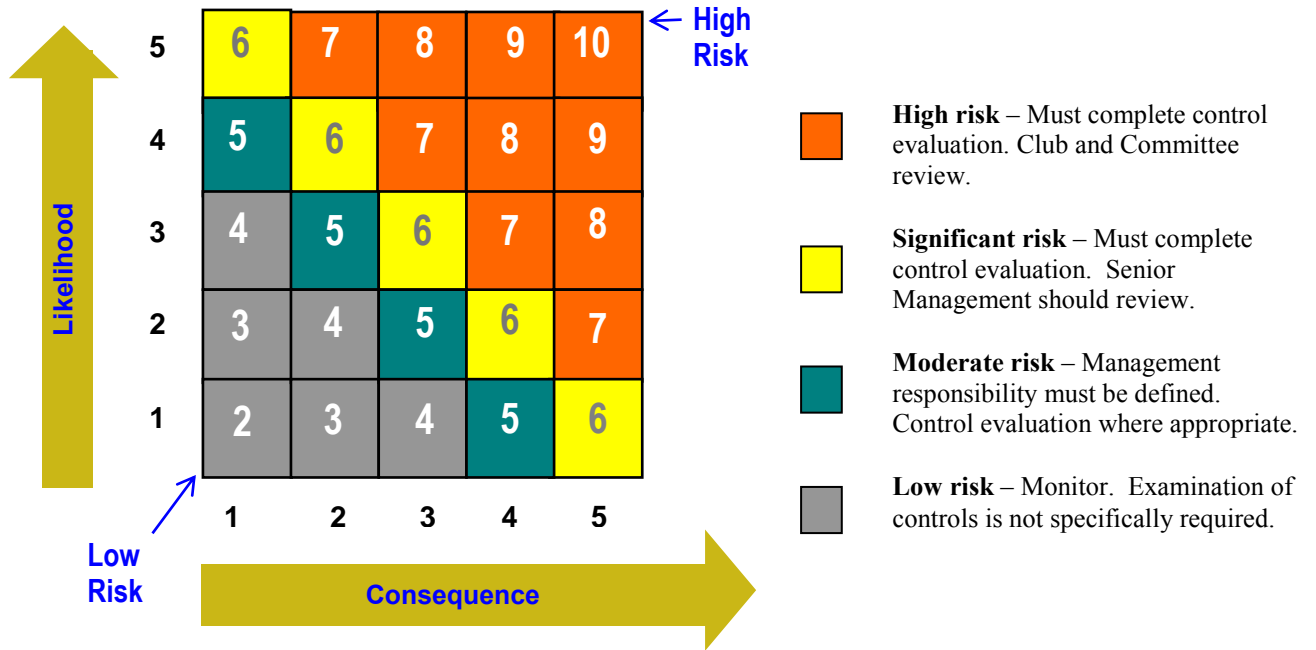 High
Risk
5 6 7 8 9 10
4 5 6 7 8 9
3 4 5 6 7 8
2 3 4 5 6 7
1 2 3 4 5 6
1 2 3 4 5
Likelihood
Low
Risk
Consequence
High risk – Must complete control
evaluation. Club and Committee
review.
Significant risk – Must complete
control evaluation. Senior
Management should review.
Moderate risk – Management
responsibility must be defined.
Control evaluation where appropriate.
Low risk – Monitor. Examination of
controls is not specifically required.